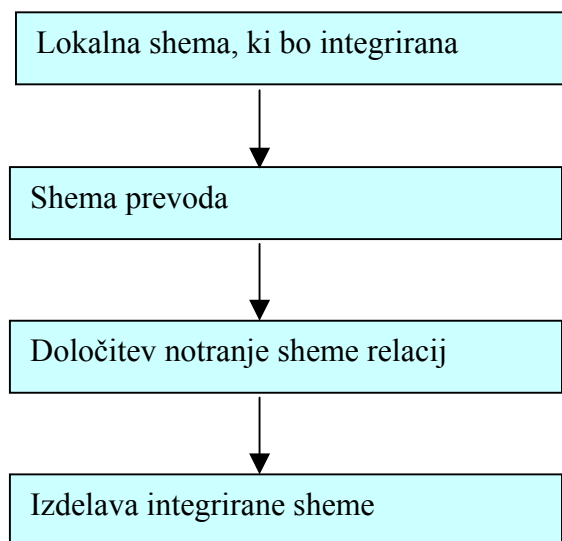 Lokalna shema, ki bo integrirana
Shema prevoda
Določitev notranje sheme relacij
Izdelava integrirane sheme